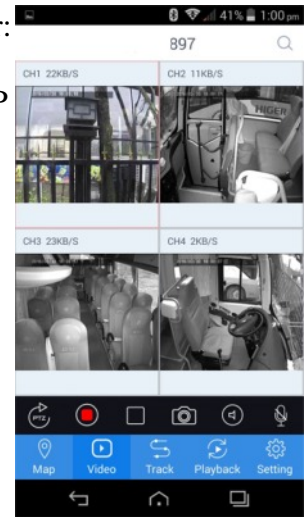 r:
41% 1:00 pm
897
P
CH1 22KB/S
CH2 11KB/S
HIGER
CH3 23KB/S
CH4 2KB/S
PTZ
Map Video Track Playback Setting